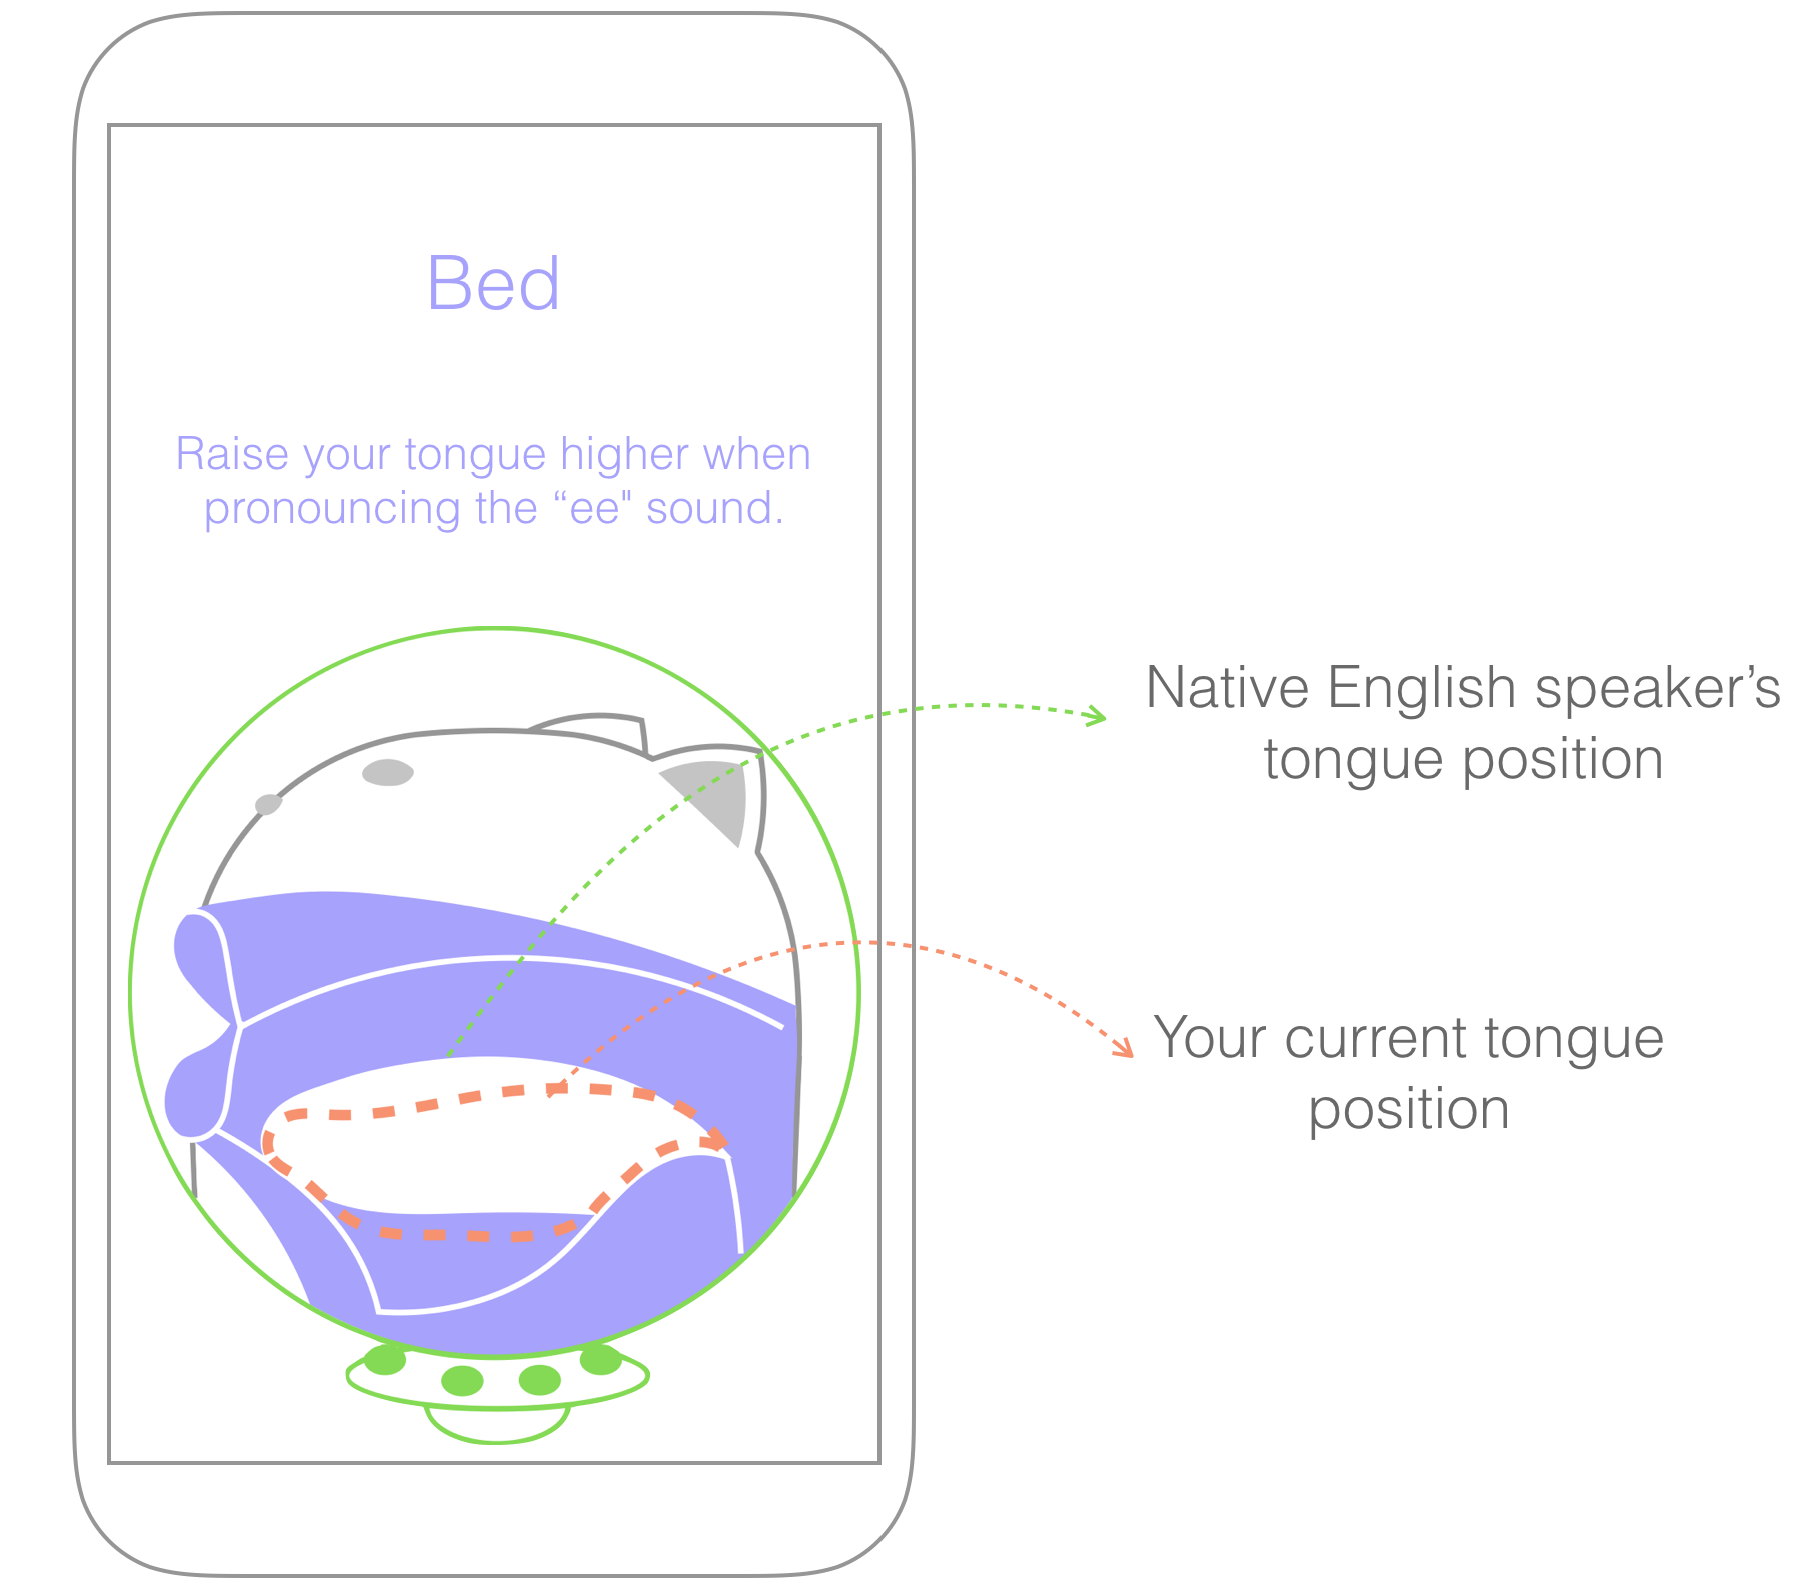 Bed
Raise your tongue higher when
pronouncing the “ee" sound.
Native English speaker’s
tongue position
Your current tongue
position